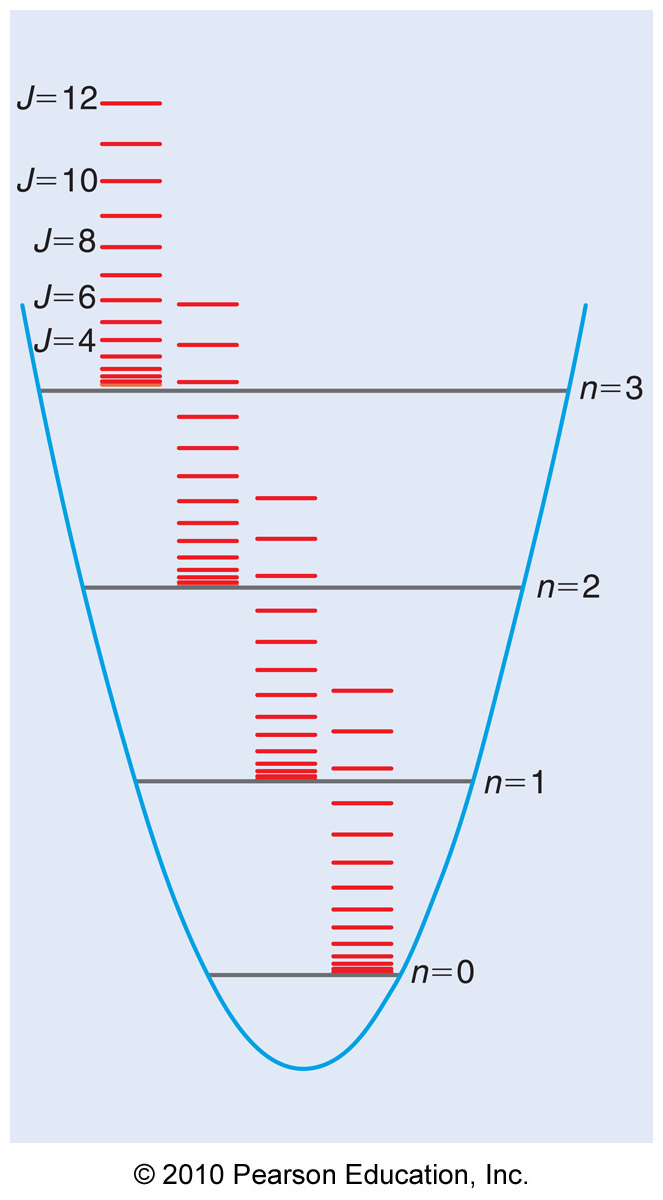 J=12
J=10
J=8
J=6
J=4
n=3
n=2
n=1
n=0
© 2010 Pearson Education, Inc.